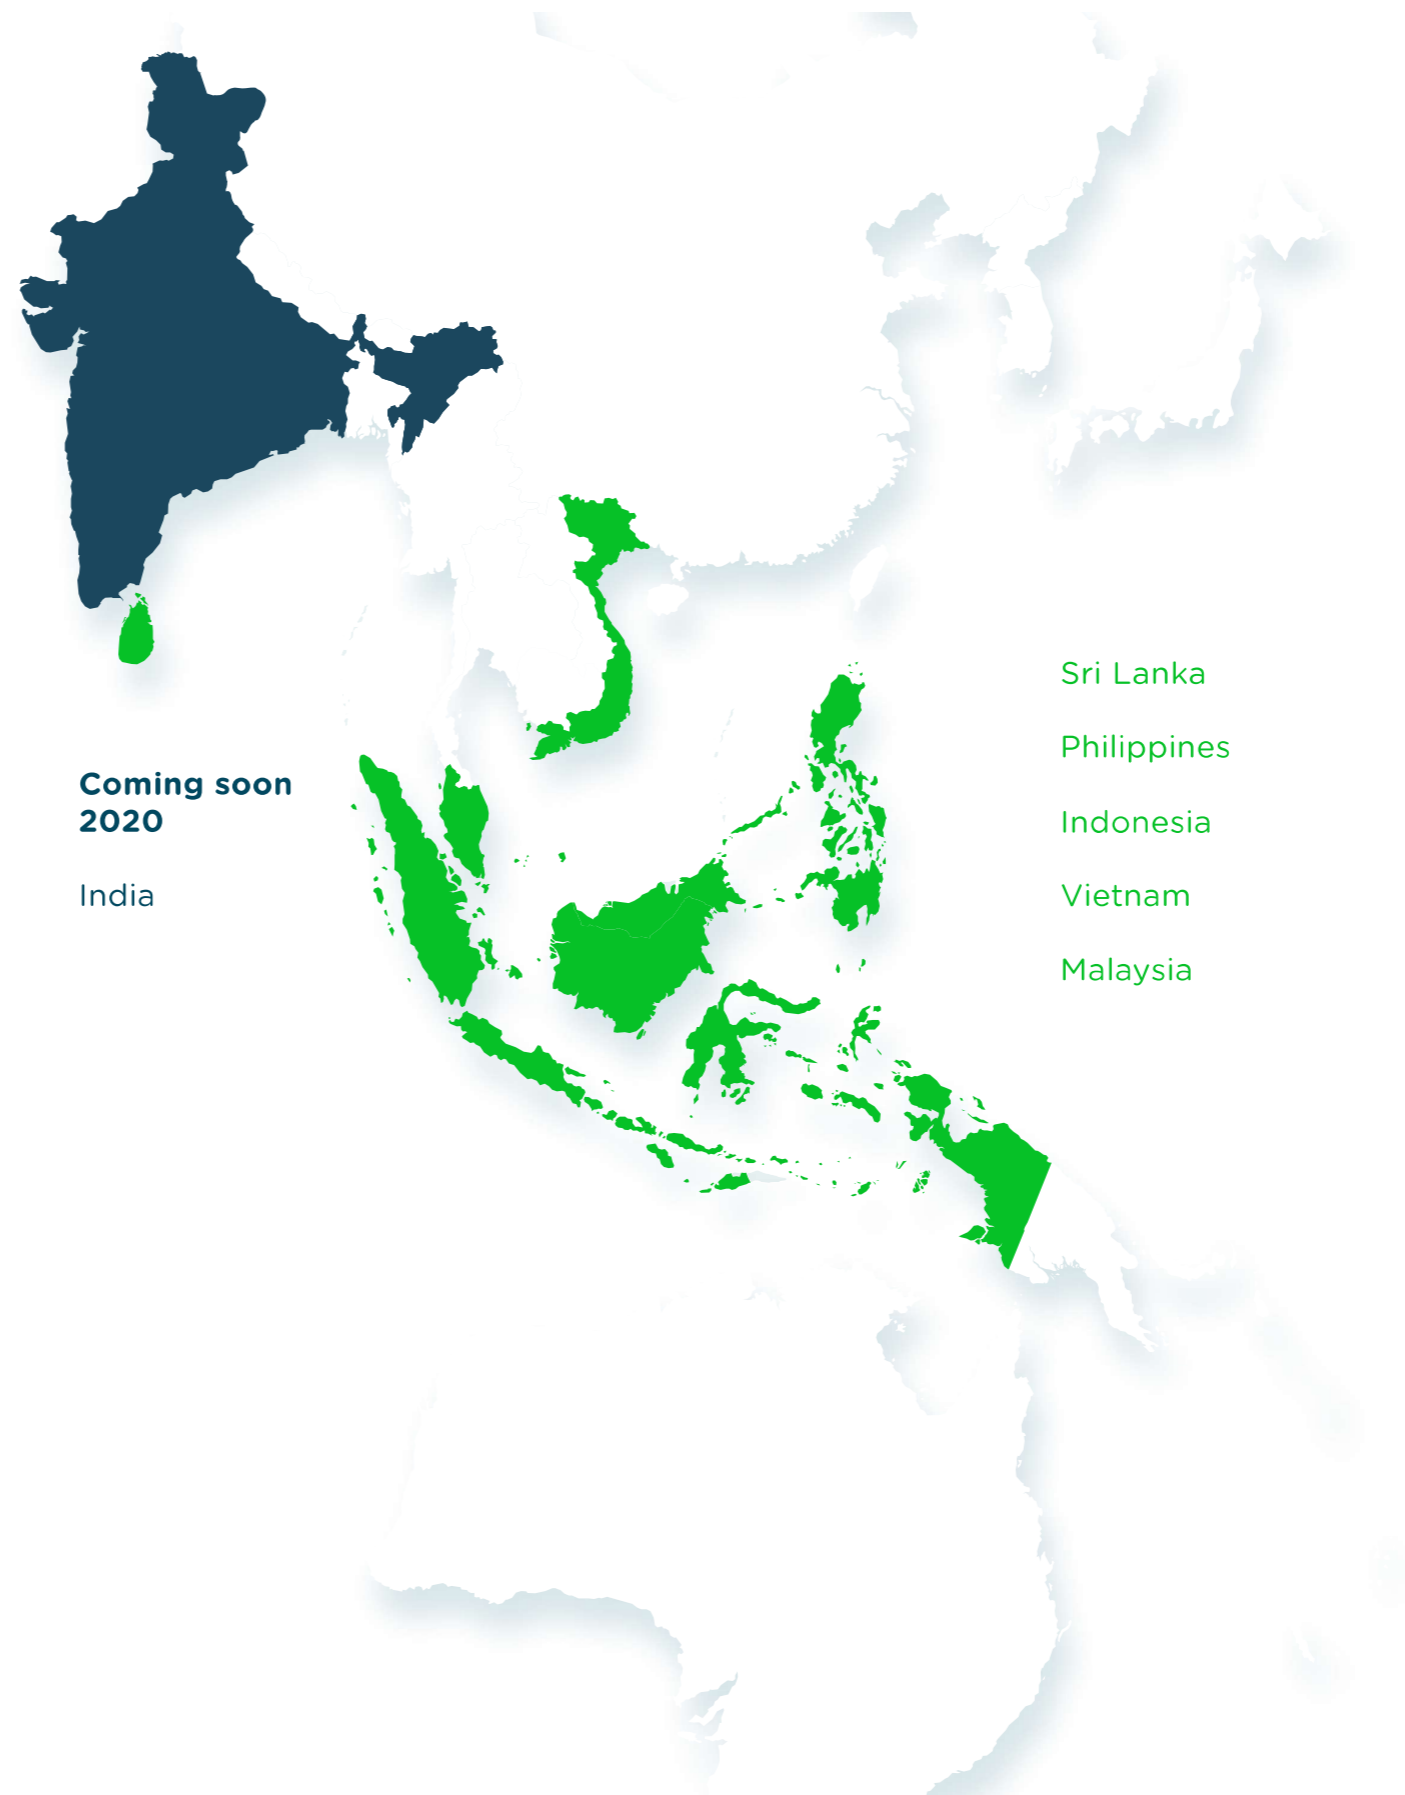 Coming soon
2020
India
Sri Lanka
Philippines
Indonesia
Vietnam
Malaysia